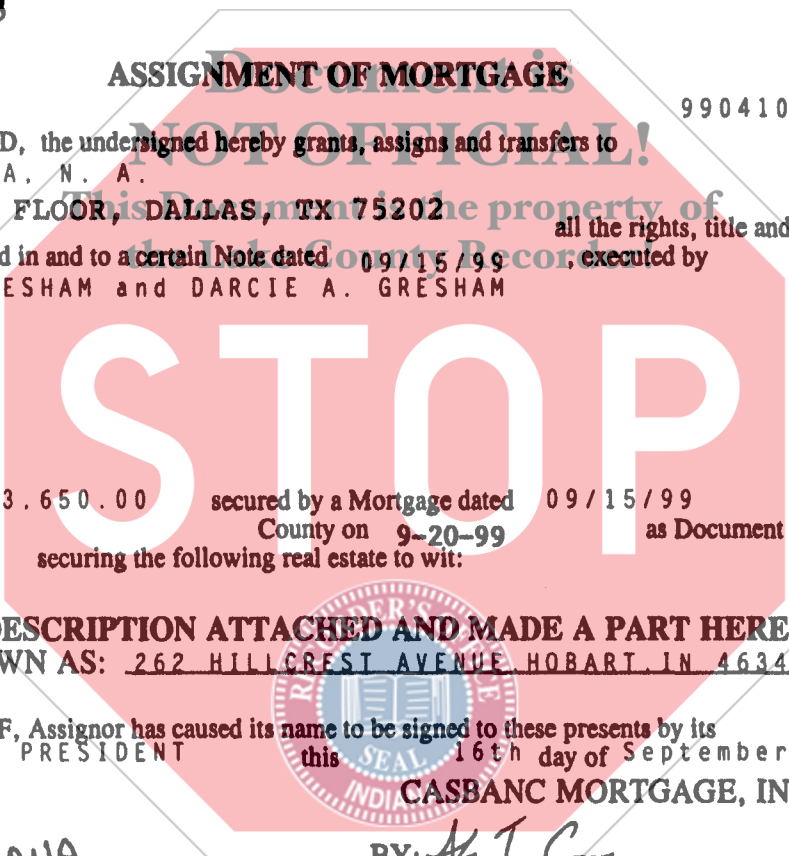 ASSIGNMENT OF MORTGAGE
Document is
990410
D, the undersigned hereby grants, assigns and transfers to
NOT OFFICIAL!
A. N. A.
FLOOR, DALLAS, TX 75202
This Document is the property of
all the rights, title and
d in and to a certain Note dated 09/15/99 , executed by
the Lake County Recorder!
ESHAM and DARCIE A. GRESHAM
STOP
3.650.00 secured by a Mortgage dated 09/15/99
County on 9-20-99 as Document
securing the following real estate to wit:
DESCRIPTION ATTACHED AND MADE A PART HERE
WN AS: 262 HILLCREST AVENUE, HOBART, IN 4634
RECORDER'S OFFICE
F, Assignor has caused its name to be signed to these presents by its
PRESIDENT this 16th day of September
SEAL
INDIANA
CASBANC MORTGAGE, IN
BY: